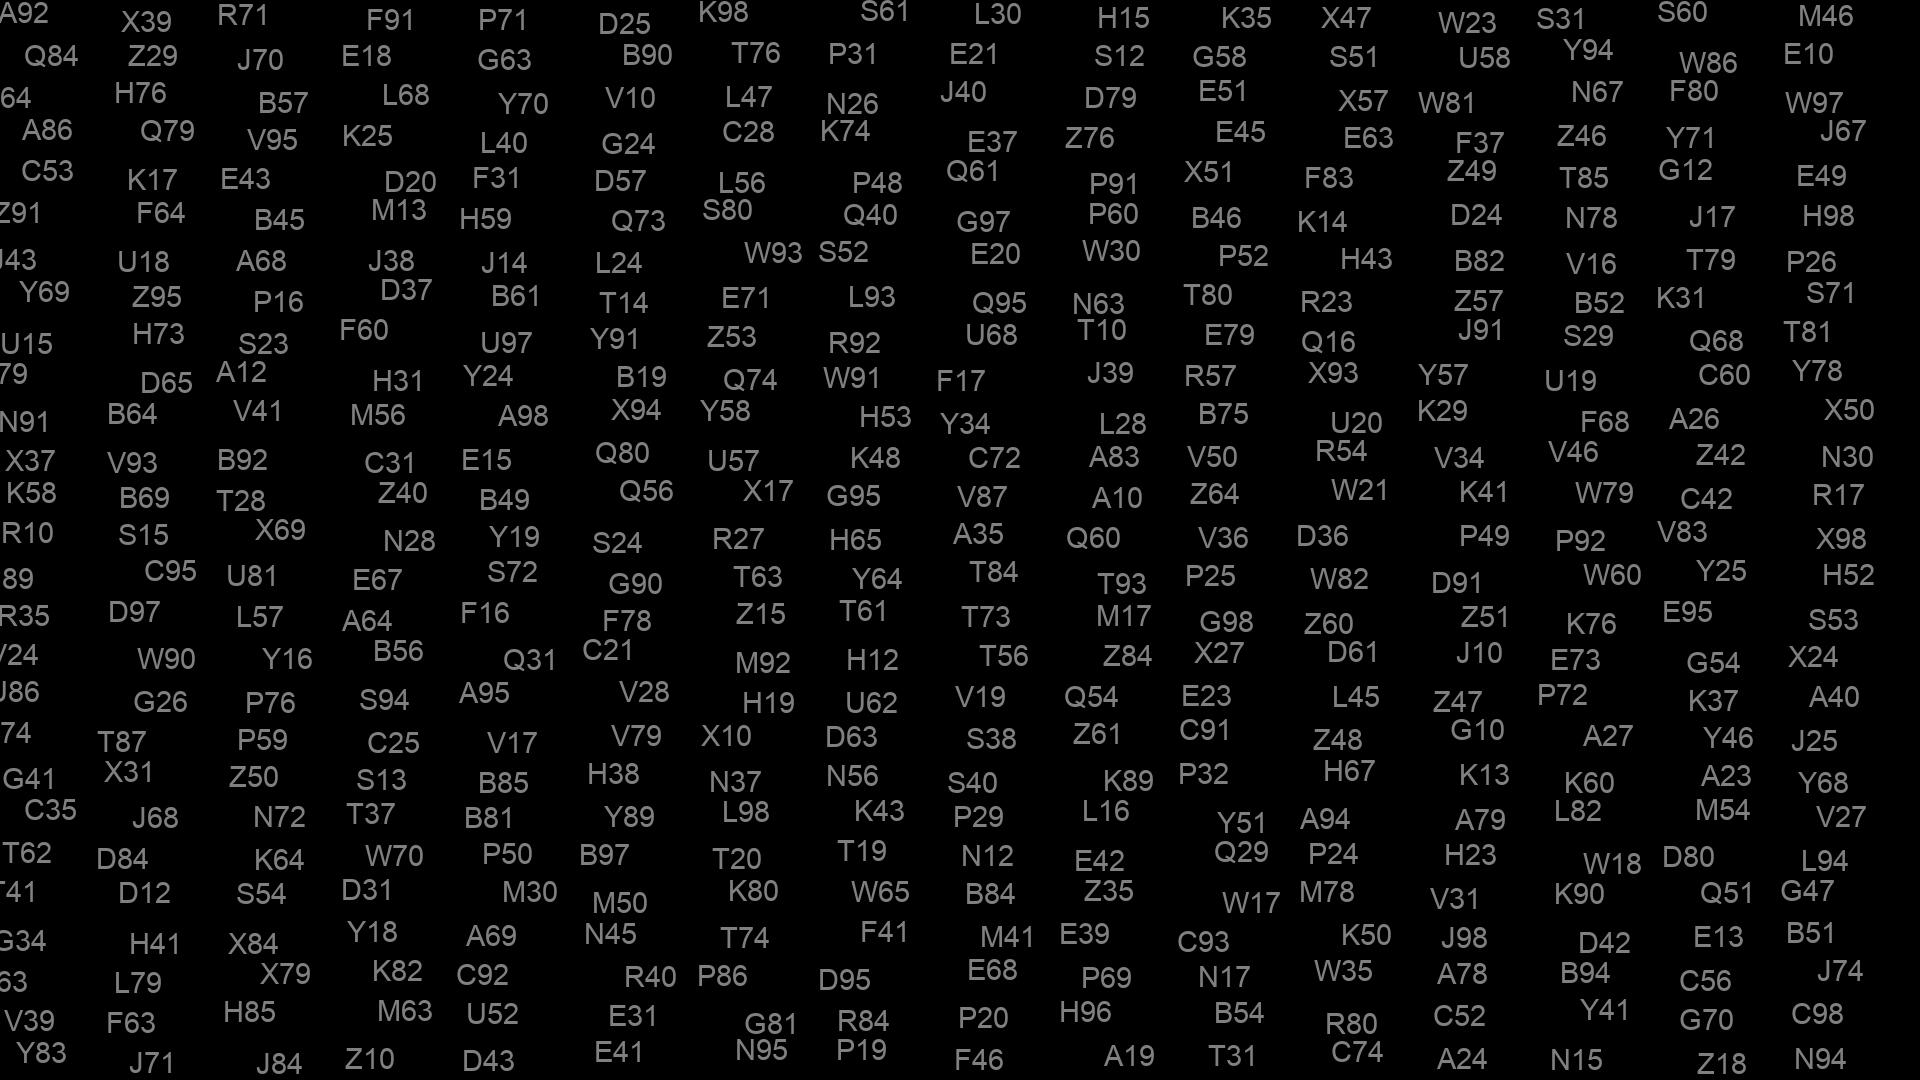 A92 X39 R71 F91 P71 D25 K98 S61 L30 H15 K35 X47 W23 S31 S60 M46
Q84 Z29 J70 E18 G63 B90 T76 P31 E21 S12 G58 S51 U58 Y94 W86 E10
64 H76 B57 L68 Y70 V10 L47 N26 J40 D79 E51 X57 W81 N67 F80 W97
A86 Q79 V95 K25 L40 G24 C28 K74 E37 Z76 E45 E63 F37 Z46 Y71 J67
C53 K17 E43 D20 F31 D57 L56 P48 Q61 P91 X51 F83 Z49 T85 G12 E49
Z91 F64 B45 M13 H59 Q73 S80 Q40 G97 P60 B46 K14 D24 N78 J17 H98
43 U18 A68 J38 J14 L24 W93 S52 E20 W30 P52 H43 B82 V16 T79 P26
Y69 Z95 P16 D37 B61 T14 E71 L93 Q95 N63 T80 R23 Z57 B52 K31 S71
U15 H73 S23 F60 U97 Y91 Z53 R92 U68 T10 E79 Q16 J91 S29 Q68 T81
79 D65 A12 H31 Y24 B19 Q74 W91 F17 J39 R57 X93 Y57 U19 C60 Y78
N91 B64 V41 M56 A98 X94 Y58 H53 Y34 L28 B75 U20 K29 F68 A26 X50
X37 V93 B92 C31 E15 Q80 U57 K48 C72 A83 V50 R54 V34 V46 Z42 N30
K58 B69 T28 Z40 B49 Q56 X17 G95 V87 A10 Z64 W21 K41 W79 C42 R17
R10 S15 X69 N28 Y19 S24 R27 H65 A35 Q60 V36 D36 P49 P92 V83 X98
89 C95 U81 E67 S72 G90 T63 Y64 T84 T93 P25 W82 D91 W60 Y25 H52
R35 D97 L57 A64 F16 F78 Z15 T61 T73 M17 G98 Z60 Z51 K76 E95 S53
24 W90 Y16 B56 Q31 C21 M92 H12 T56 Z84 X27 D61 J10 E73 G54 X24
J86 G26 P76 S94 A95 V28 H19 U62 V19 Q54 E23 L45 Z47 P72 K37 A40
74 T87 P59 C25 V17 V79 X10 D63 S38 Z61 C91 Z48 G10 A27 Y46 J25
G41 X31 Z50 S13 B85 H38 N37 N56 S40 K89 P32 H67 K13 K60 A23 Y68
C35 J68 N72 T37 B81 Y89 L98 K43 P29 L16 Y51 A94 A79 L82 M54 V27
T62 D84 K64 W70 P50 B97 T20 T19 N12 E42 Q29 P24 H23 W18 D80 L94
T41 D12 S54 D31 M30 M50 K80 W65 B84 Z35 W17 M78 V31 K90 Q51 G47
G34 H41 X84 Y18 A69 N45 T74 F41 M41 E39 C93 K50 J98 D42 E13 B51
63 L79 X79 K82 C92 R40 P86 D95 E68 P69 N17 W35 A78 B94 C56 J74
V39 F63 H85 M63 U52 E31 G81 R84 P20 H96 B54 R80 C52 Y41 G70 C98
Y83 J71 J84 Z10 D43 E41 N95 P19 F46 A19 T31 C74 A24 N15 Z18 N94